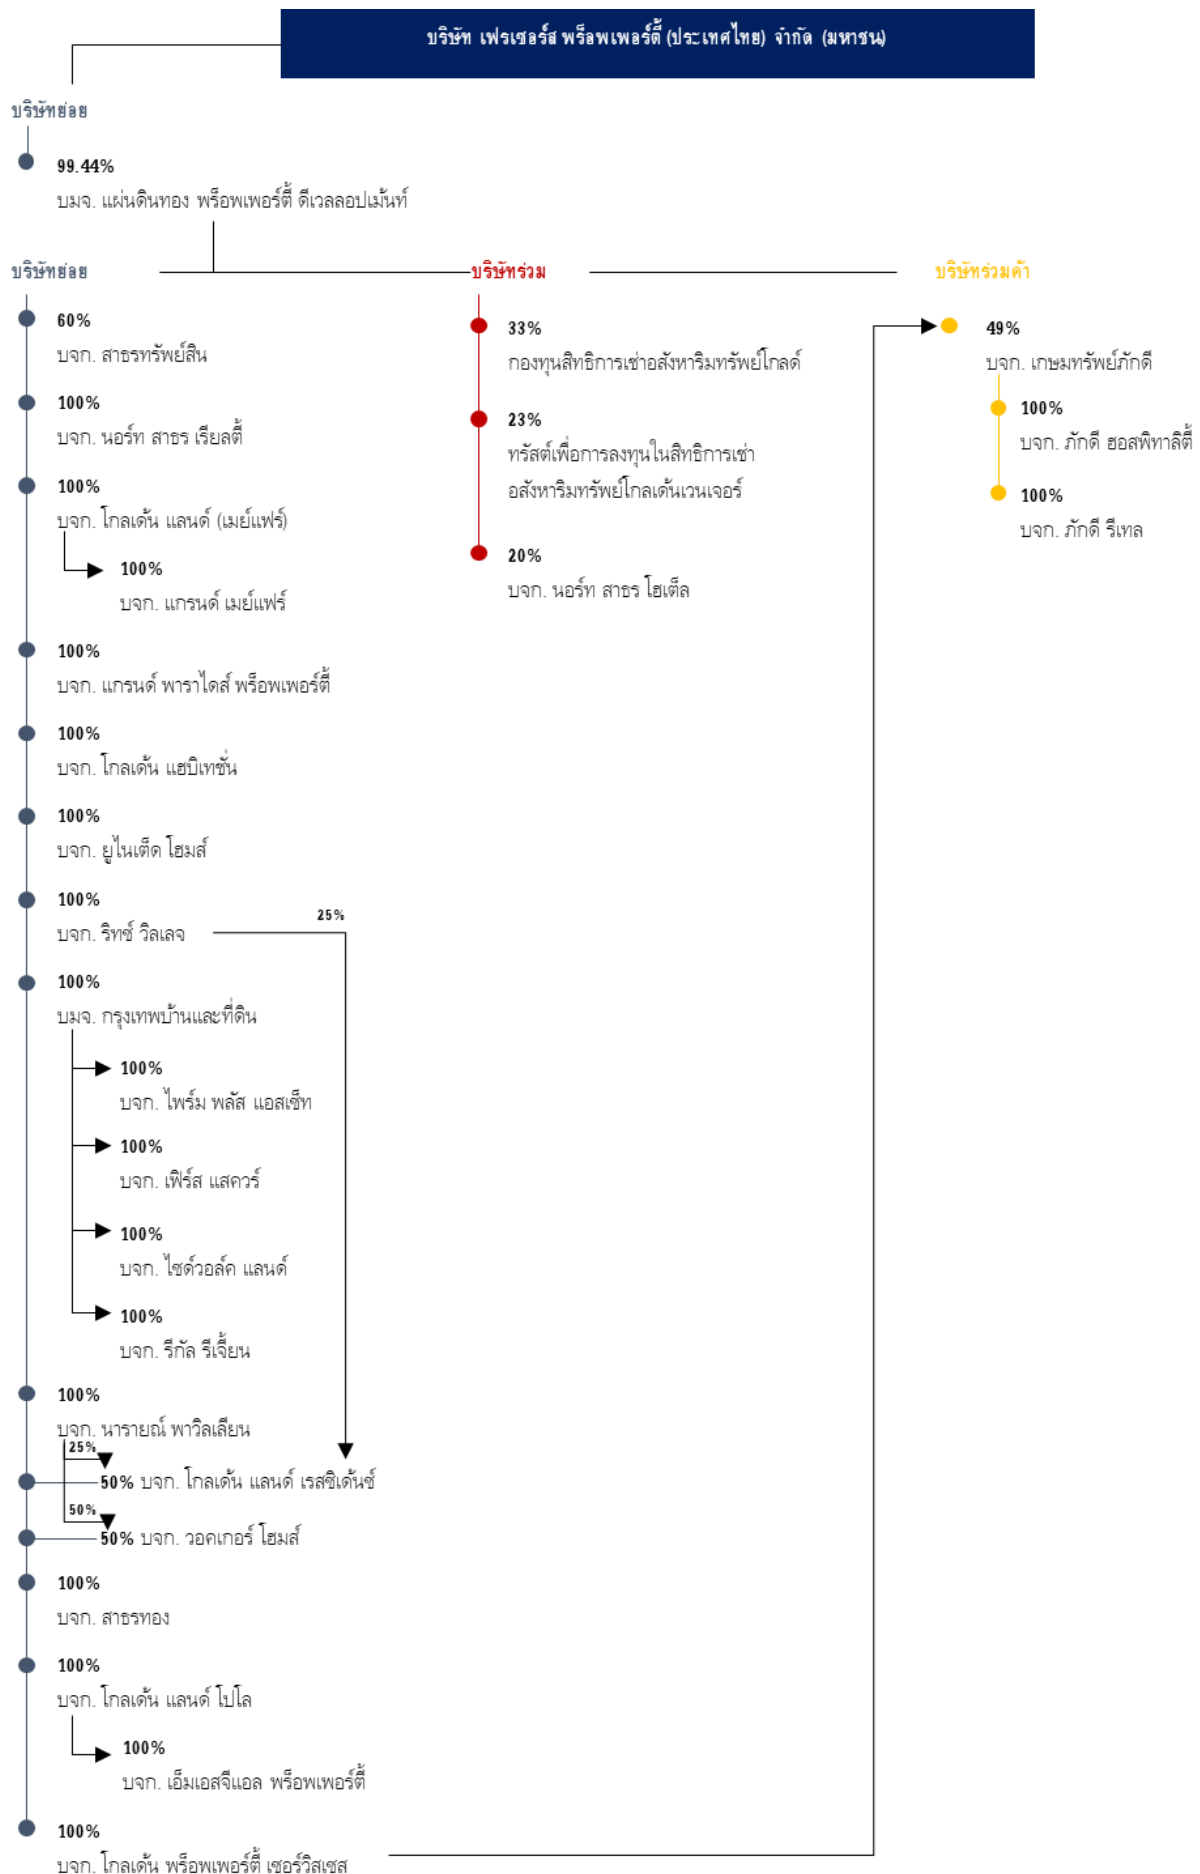 บริษัท เฟรเซอร์ส พร็อพเพอร์ตี้ (ประเทศไทย) จำกัด (มหาชน)
บริษัทย่อย
99.44%
บมจ. แผ่นดินทอง พร็อพเพอร์ตี้ ดีเวลลอปเม้นท์
บริษัทย่อย
60%
บจก. สาธรทรัพย์สิน
100%
บจก. นอร์ท สาธร เรียลตี้
100%
บจก. โกลเด้น แลนด์ (เมย์แฟร์)
100%
บจก. แกรนด์ เมย์แฟร์
100%
บจก. แกรนด์ พาราไดส์ พร็อพเพอร์ตี้
100%
บจก. โกลเด้น แฮบิเทชั่น
100%
บจก. ยูไนเต็ด โฮมส์
100%
บจก. ริทซ์ วิลเลจ
25%
100%
บมจ. กรุงเทพบ้านและที่ดิน
100%
บจก. ไพร์ม พลัส แอสเซ็ท
100%
บจก. เฟิร์ส แสควร์
100%
บจก. ไซด์วอล์ค แลนด์
100%
บจก. รีกัล รีเจี้ยน
100%
บจก. นารายณ์ พาวิลเลียน
25%
50% บจก. โกลเด้น แลนด์ เรสซิเด้นซ์
50%
50% บจก. วอคเกอร์ โฮมส์
100%
บจก. สาธรทอง
100%
บจก. โกลเด้น แลนด์ โปโล
100%
บจก. เอ็มเอสจีแอล พร็อพเพอร์ตี้
100%
บจก. โกลเด้น พร็อพเพอร์ตี้ เซอร์วิสเซส
บริษัทร่วม
33%
กองทุนสิทธิการเช่าอสังหาริมทรัพย์โกลด์
23%
ทรัสต์เพื่อการลงทุนในสิทธิการเช่า
อสังหาริมทรัพย์โกลเด้นเวนเจอร์
20%
บจก. นอร์ท สาธร โฮเต็ล
บริษัทร่วมค้า
49%
บจก. เกษมทรัพย์ภักดี
100%
บจก. ภักดี ฮอสพิทาลิตี้
100%
บจก. ภักดี รีเทล